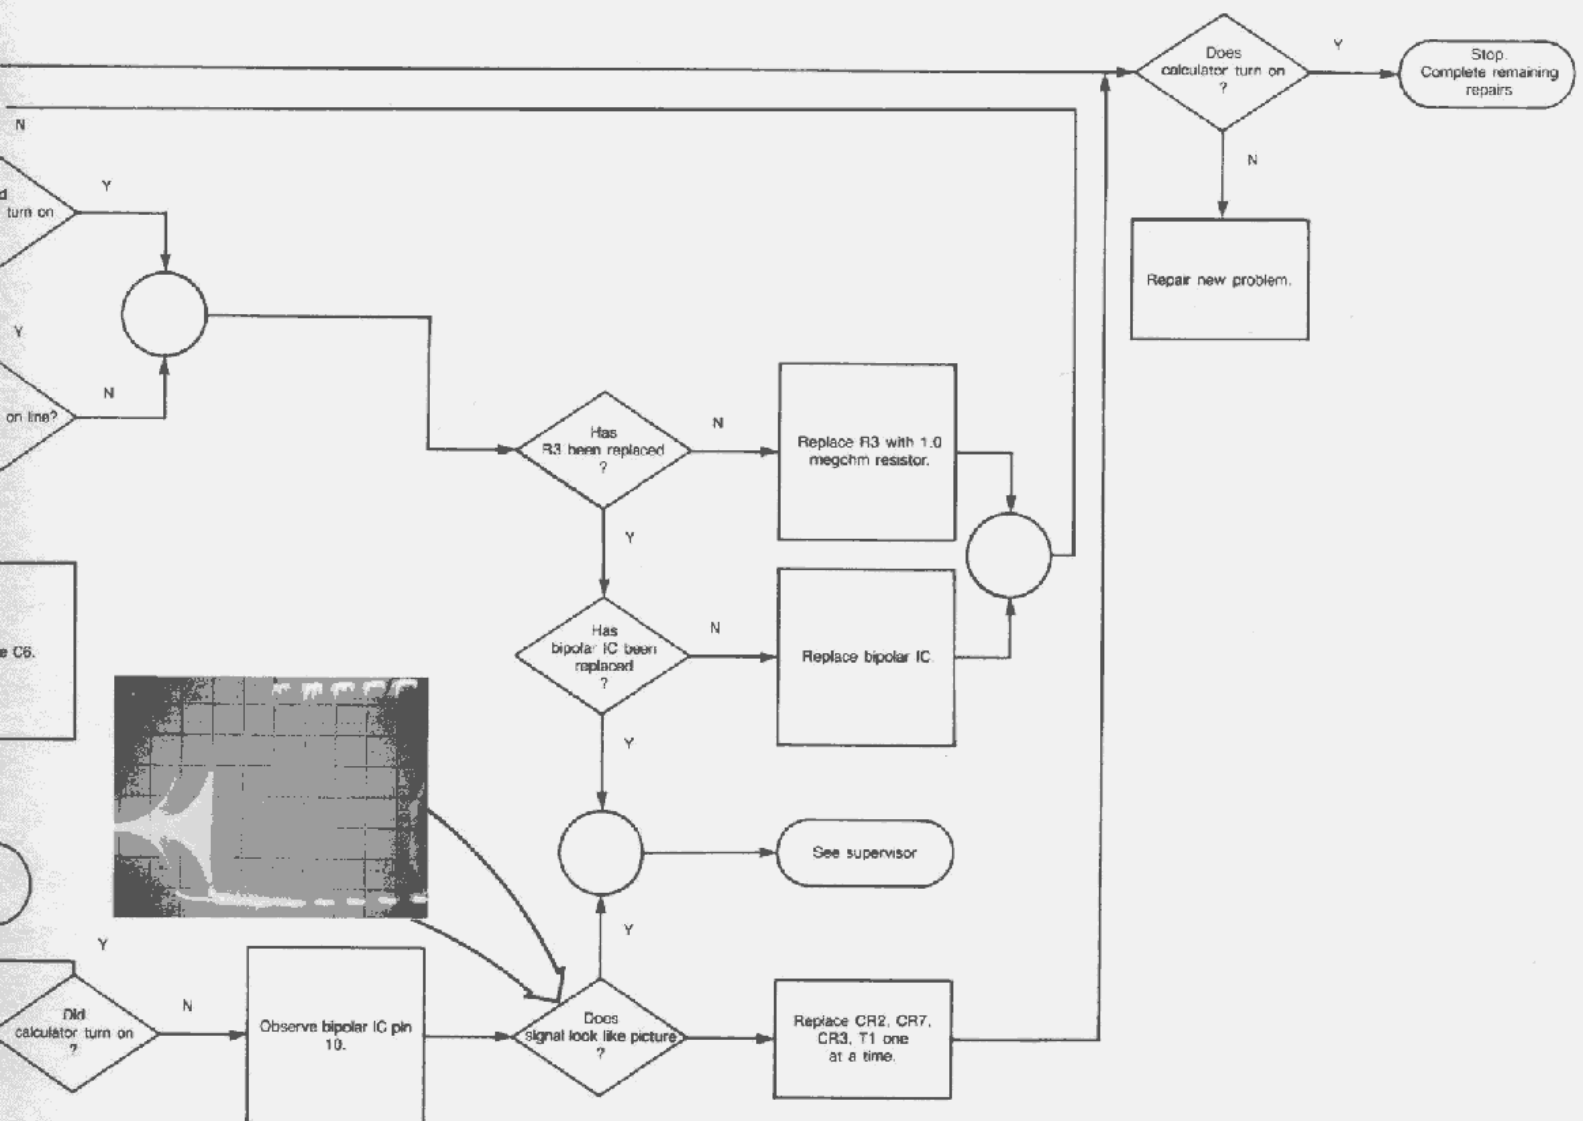 Does
calculator turn on
?
Y
Stop.
Complete remaining
repairs
N
Repair new problem.
N
Y
d
turn on
Y
N
on line?
Has
R3 been replaced
?
N
Replace R3 with 1.0
megohm resistor.
Y
Has
bipolar IC been
replaced
?
N
Replace bipolar IC.
Y
e C6.
See supervisor
Y
Y
Did
calculator turn on
?
N
Observe bipolar IC pin
10.
Does
signal look like picture
?
Replace CR2, CR7,
CR3, T1 one
at a time.